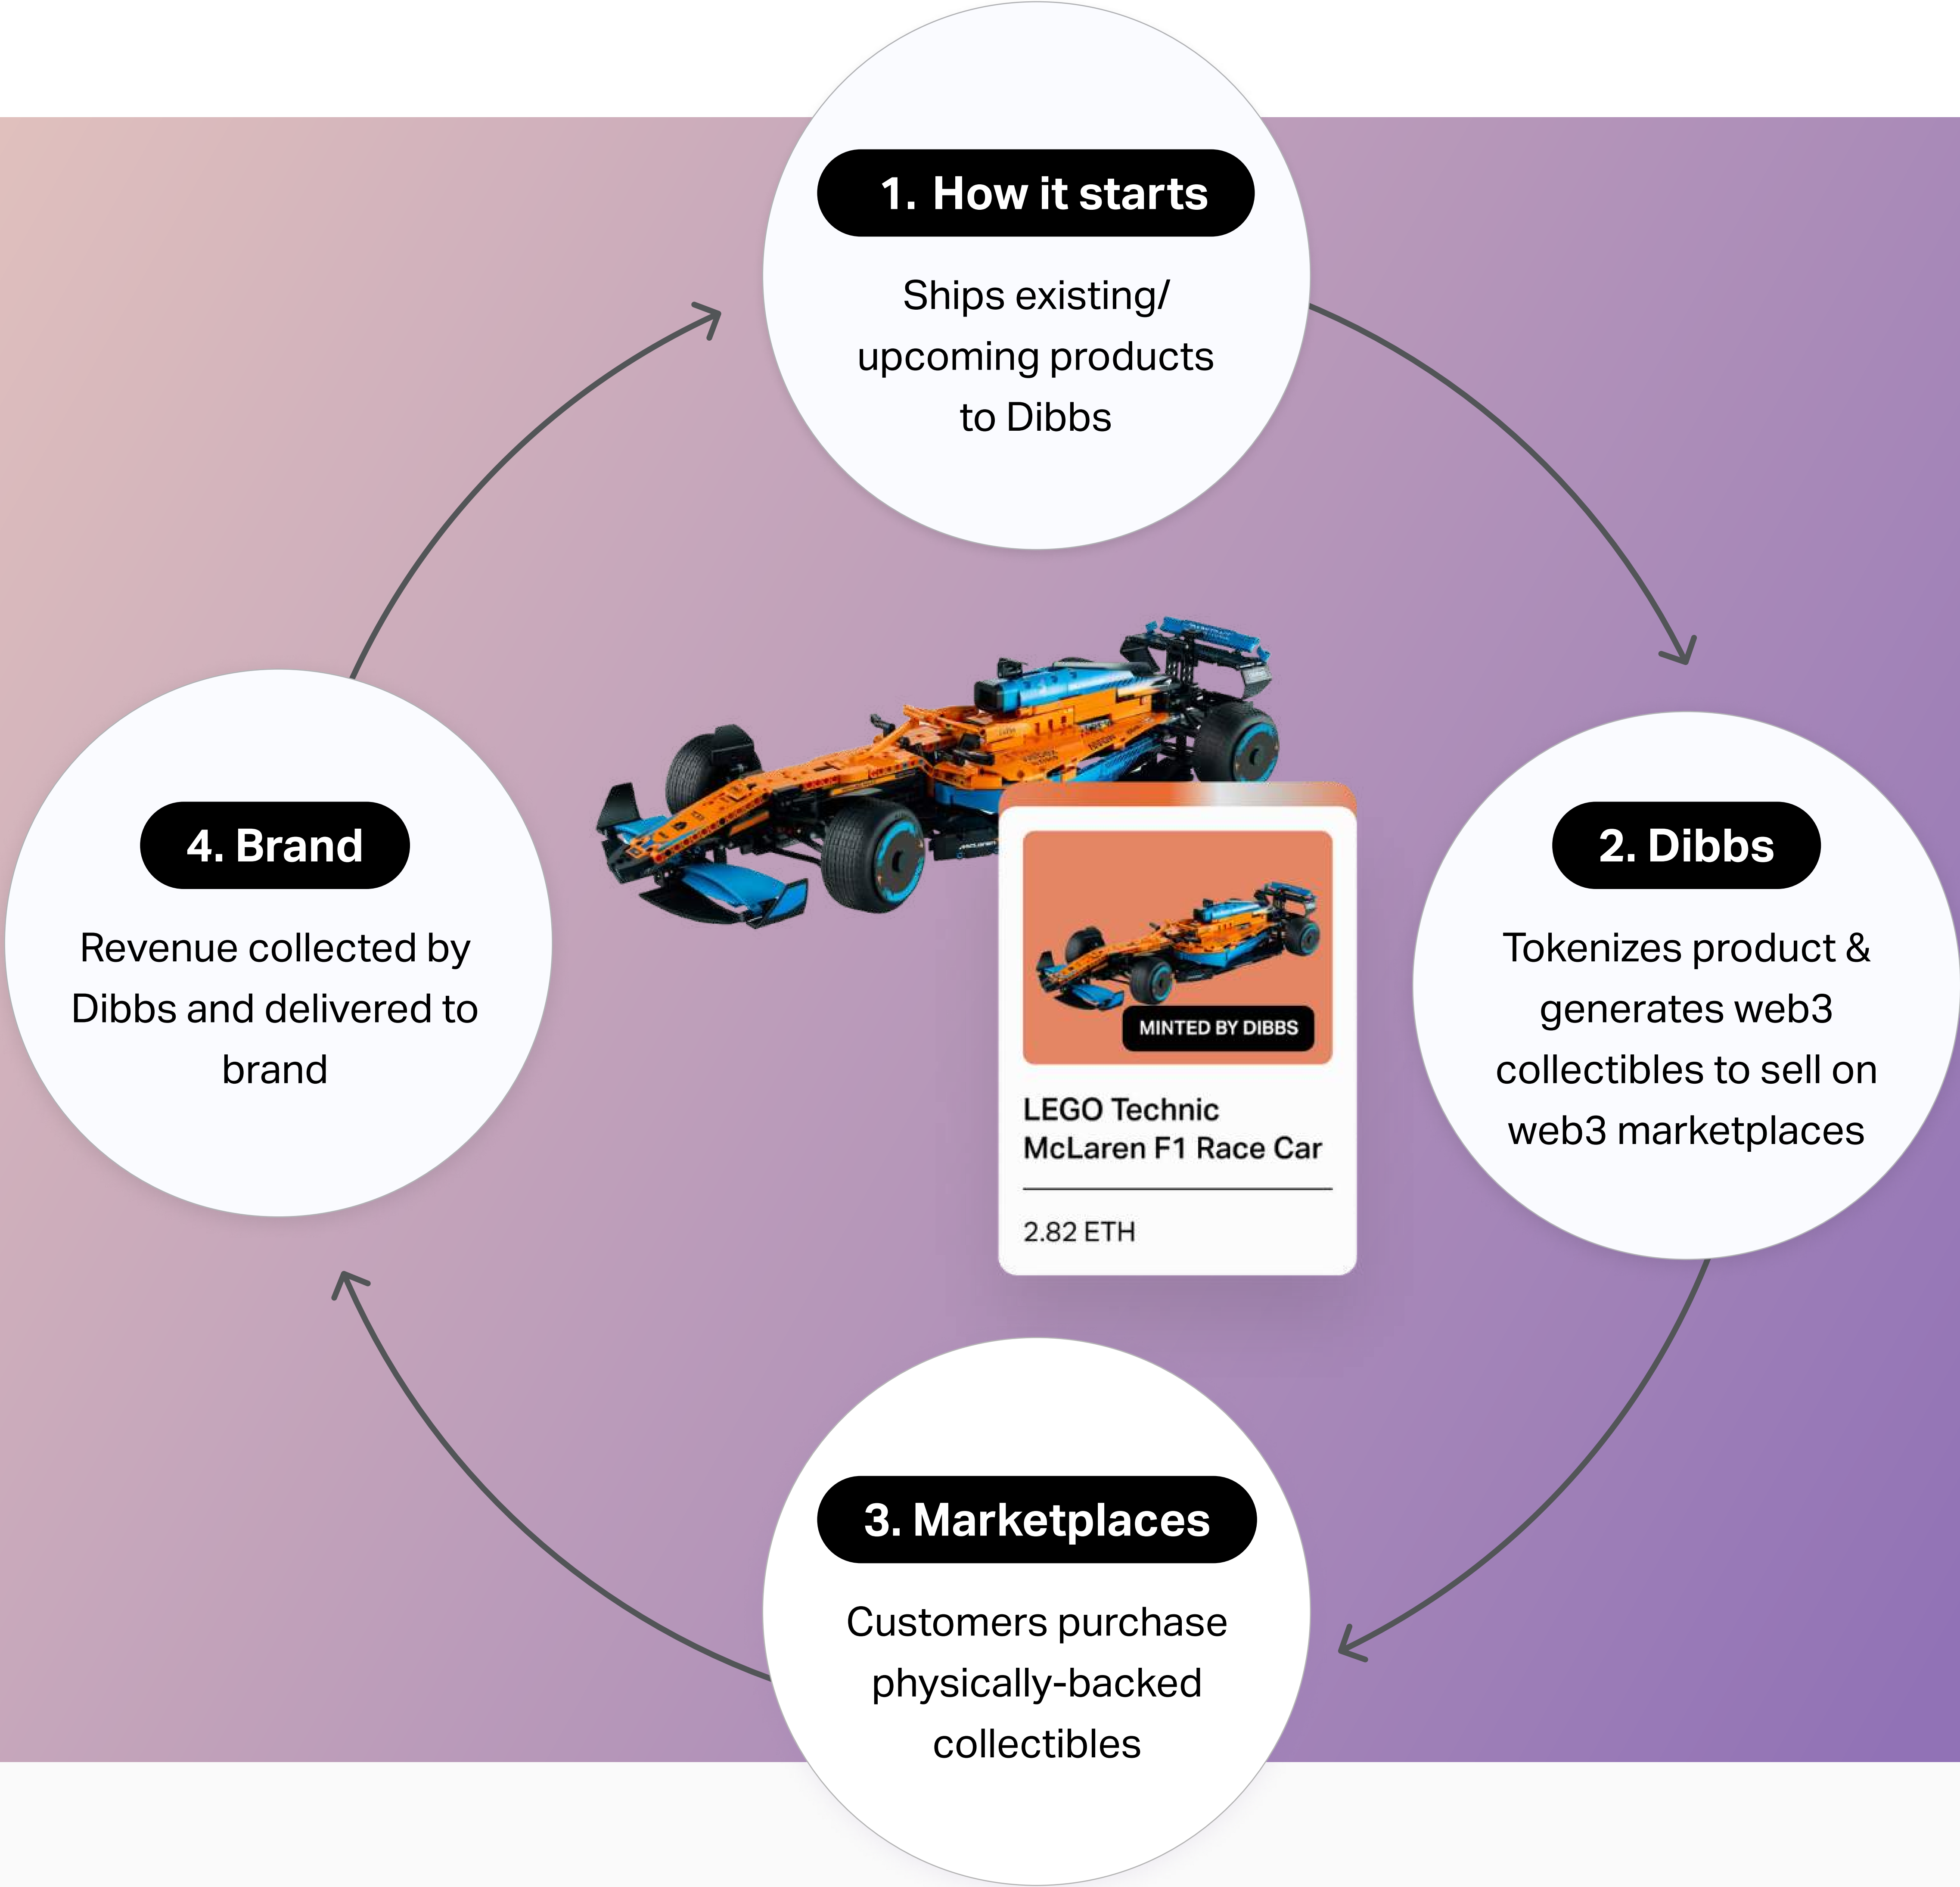 1. How it starts
Ships existing/
upcoming products
to Dibbs
2. Dibbs
Tokenizes product &
generates web3
collectibles to sell on
web3 marketplaces
3. Marketplaces
Customers purchase
physically-backed
collectibles
4. Brand
Revenue collected by
Dibbs and delivered to
brand
McLaren
MINTED BY DIBBS
LEGO Technic
McLaren F1 Race Car
2.82 ETH